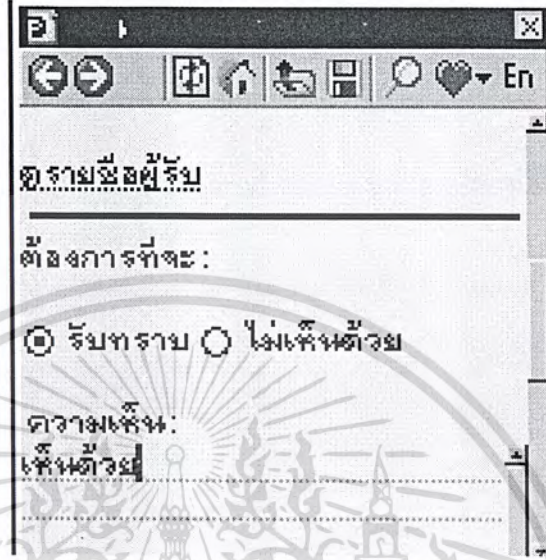 En
ดูรายชื่อผู้รับ
ต้องการที่จะ:
รับทราบ ไม่เห็นด้วย
ความเห็น:
เห็นด้วย